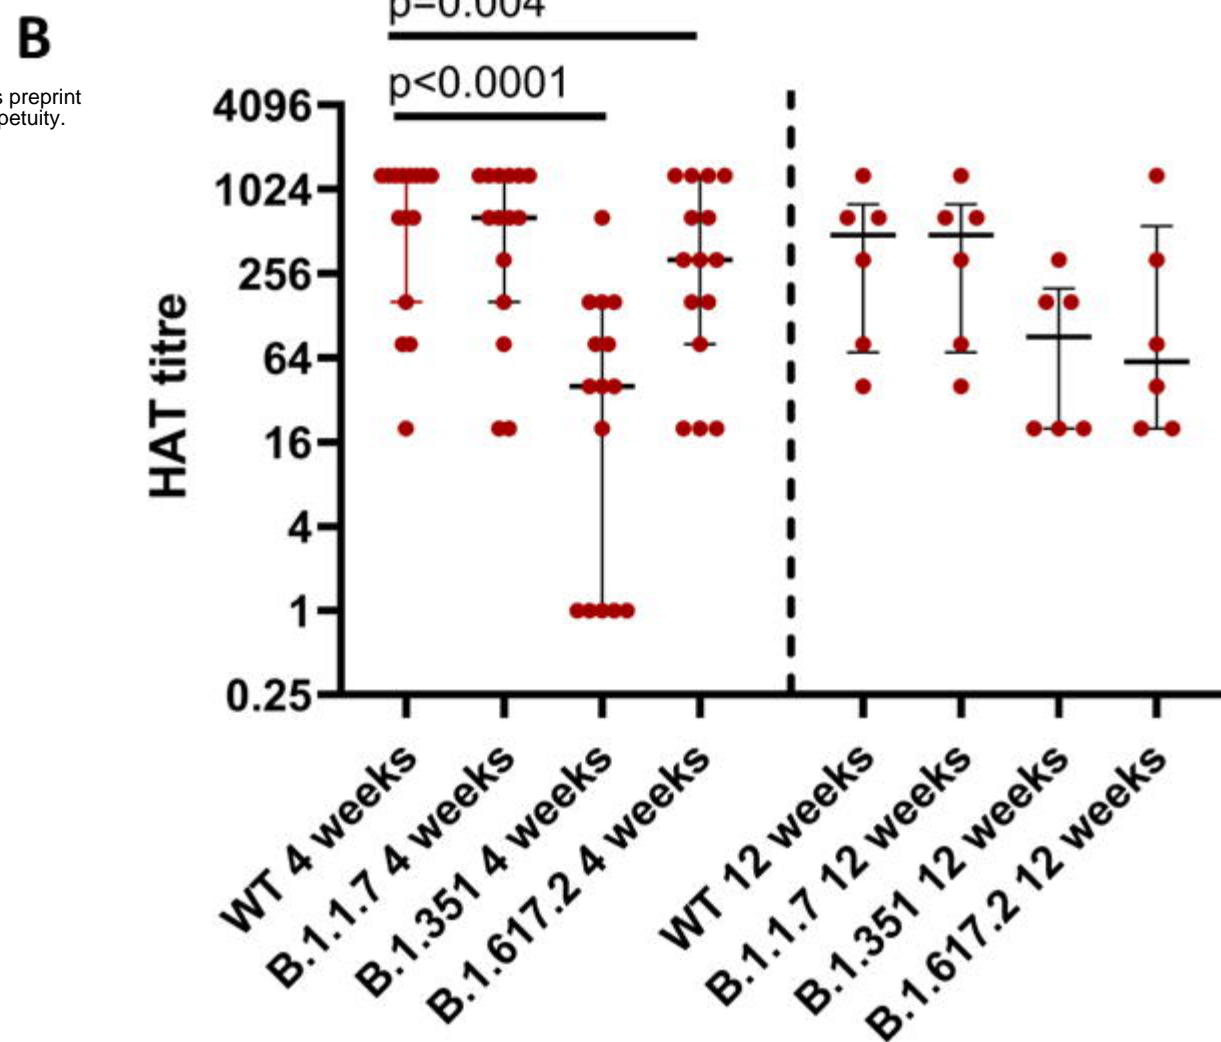 B
p=0.004
p<0.0001
s preprint
petuity.
4096
1024
256
64
16
4
1
0.25
HAT titre
WT 4 weeks
B.1.1.7 4 weeks
B.1.351 4 weeks
B.1.617.2 4 weeks
WT 12 weeks
B.1.1.7 12 weeks
B.1.351 12 weeks
B.1.617.2 12 weeks